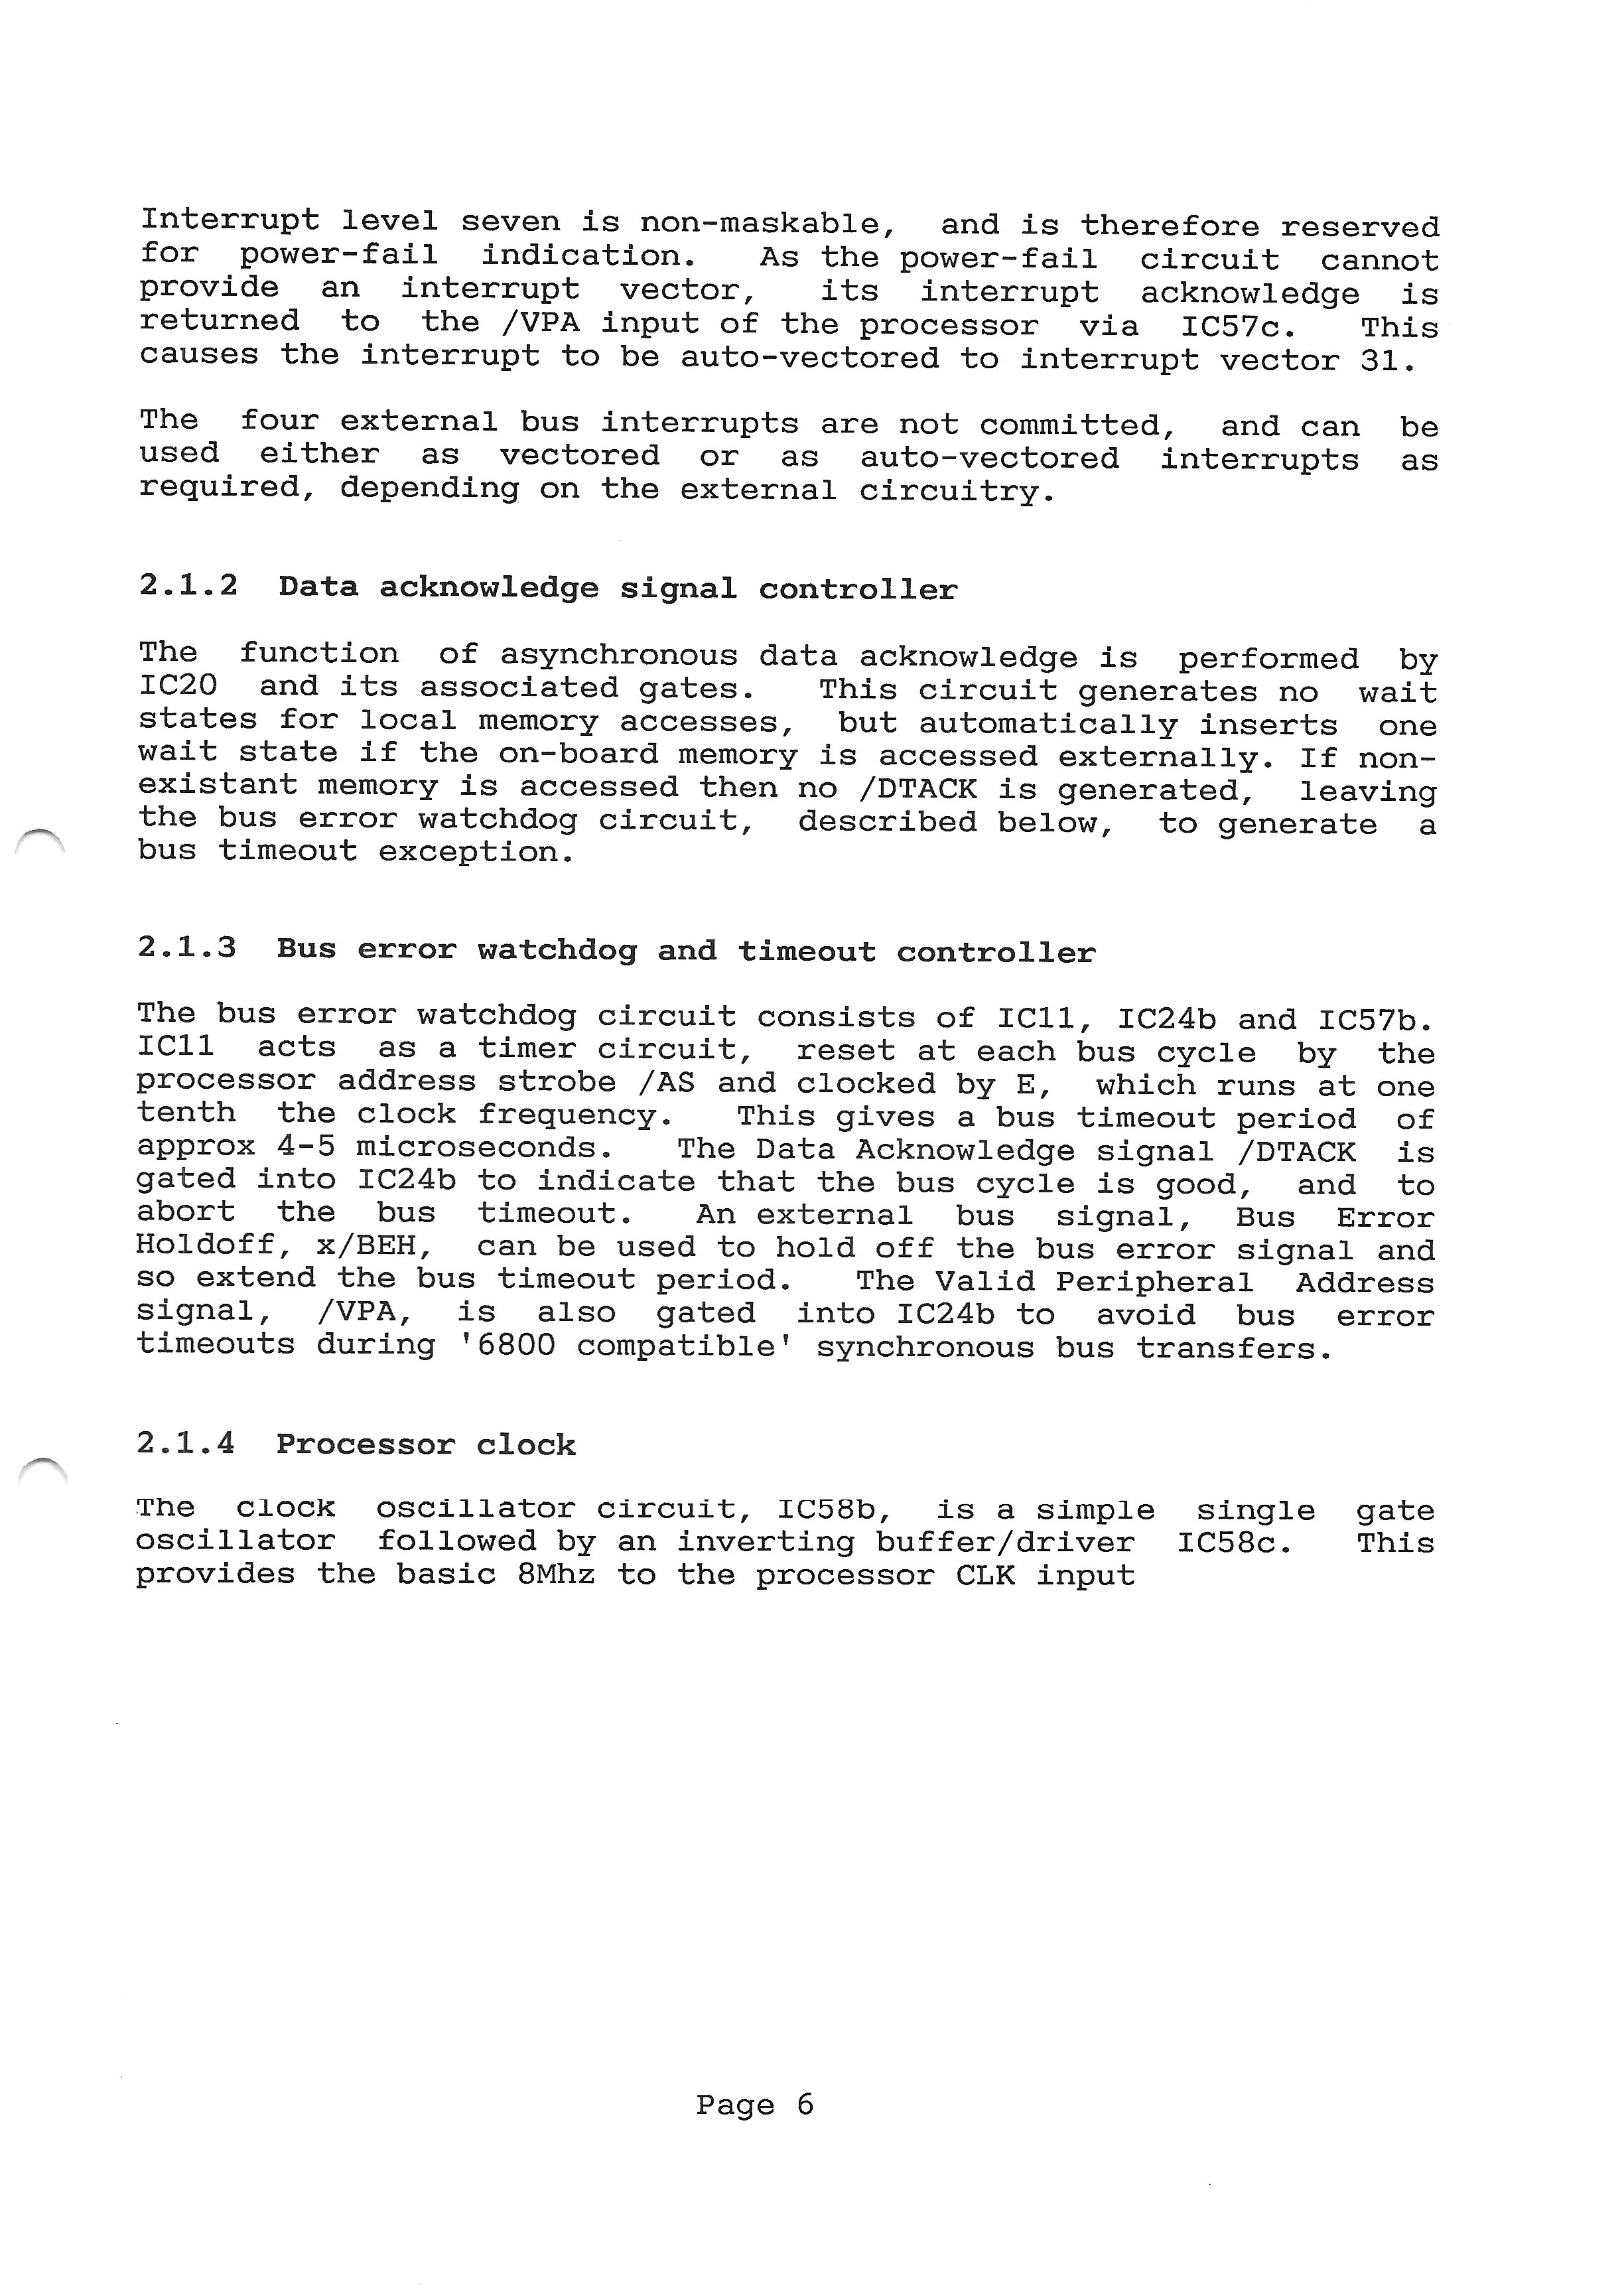 Interrupt level seven is non-maskable, and is therefore reserved
for power-fail indication. As the power-fail circuit cannot
provide an interrupt vector, its interrupt acknowledge is
returned to the /VPA input of the processor via IC57c. This
causes the interrupt to be auto-vectored to interrupt vector 31.
The four external bus interrupts are not committed, and can be
used either as vectored or as auto-vectored interrupts as
required, depending on the external circuitry.
2.1.2 Data acknowledge signal controller
The function of asynchronous data acknowledge is performed by
IC20 and its associated gates. This circuit generates no wait
states for local memory accesses, but automatically inserts one
wait state if the on-board memory is accessed externally. If non-
existant memory is accessed then no /DTACK is generated, leaving
the bus error watchdog circuit, described below, to generate a
bus timeout exception.
2.1.3 Bus error watchdog and timeout controller
The bus error watchdog circuit consists of IC11, IC24b and IC57b.
IC11 acts as a timer circuit, reset at each bus cycle by the
processor address strobe /AS and clocked by E, which runs at one
tenth the clock frequency. This gives a bus timeout period of
approx 4-5 microseconds. The Data Acknowledge signal /DTACK is
gated into IC24b to indicate that the bus cycle is good, and to
abort the bus timeout. An external bus signal, Bus Error
Holdoff, x/BEH, can be used to hold off the bus error signal and
so extend the bus timeout period. The Valid Peripheral Address
signal, /VPA, is also gated into IC24b to avoid bus error
timeouts during '6800 compatible' synchronous bus transfers.
2.1.4 Processor clock
The clock oscillator circuit, IC58b, is a simple single gate
oscillator followed by an inverting buffer/driver IC58c. This
provides the basic 8Mhz to the processor CLK input
Page 6